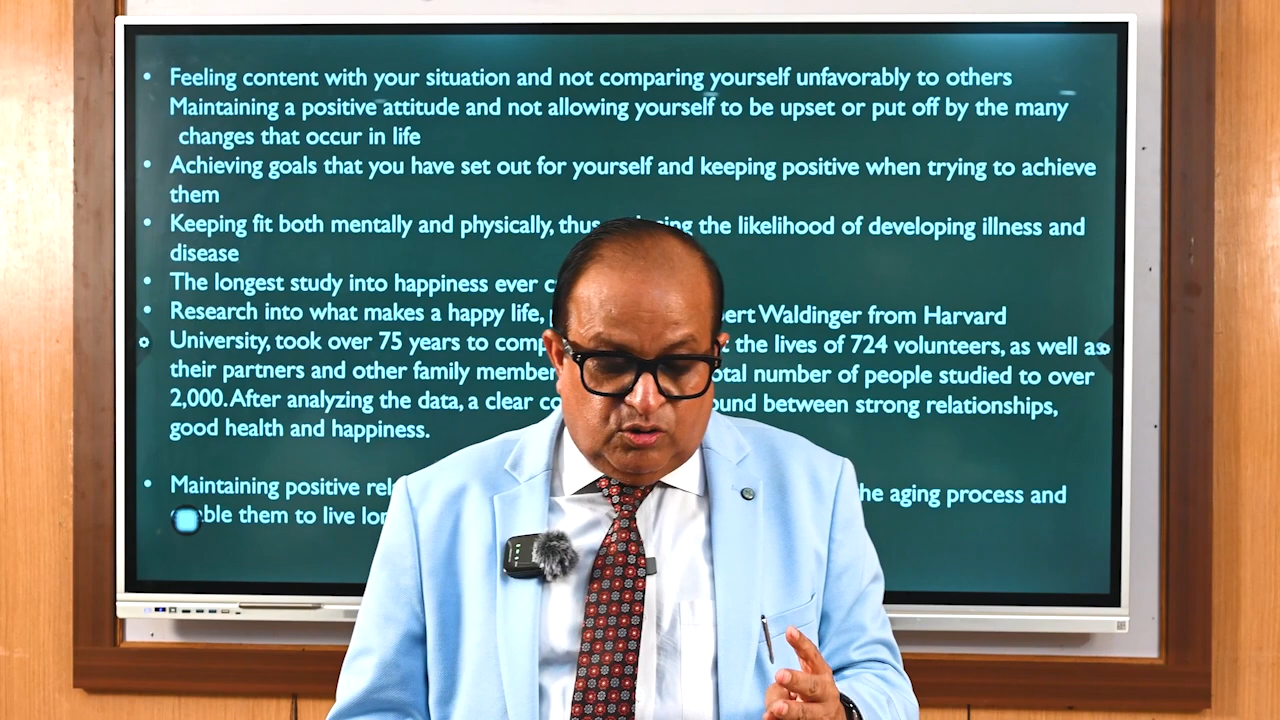 • Feeling content with your situation and not comparing yourself unfavorably to others
Maintaining a positive attitude and not allowing yourself to be upset or put off by the many
changes that occur in life
• Achieving goals that you have set out for yourself and keeping positive when trying to achieve
them
• Keeping fit both mentally and physically, thus the likelihood of developing illness and
disease
• The longest study into happiness ever
• Research into what makes a happy life, Waldinger from Harvard
University, took over 75 years to the lives of 724 volunteers, as well as
their partners and other family number of people studied to over
2,000. After analyzing the data, a clear between strong relationships,
good health and happiness.
• Maintaining positive the aging process and
them to live